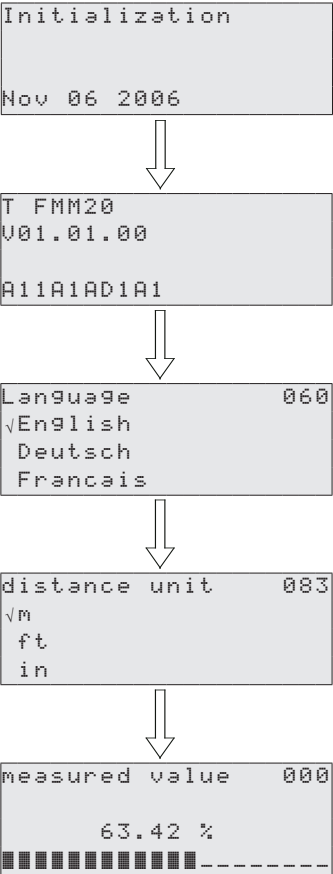 Initialization
Nov 06 2006
T FMM20
V01.01.00
A11A1AD1A1
Language 060
√English
Deutsch
Francais
distance unit 083
√m
ft
in
measured value 000
63.42 %